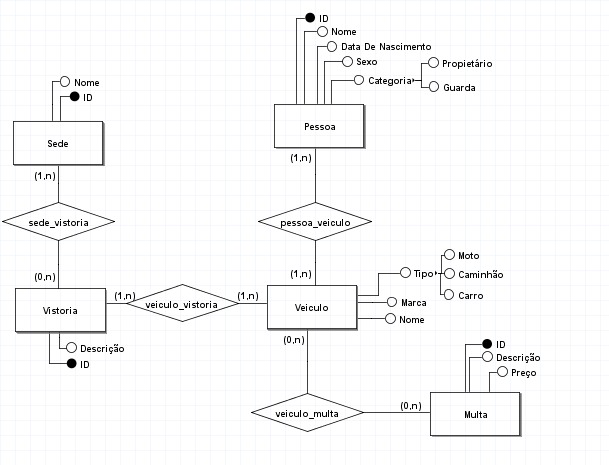 ID
Nome
Data De Nascimento
Sexo
Categoria
Propietário
Guarda
Pessoa
(1,n)
Nome
ID
Sede
(1,n)
sede_vistoria
pessoa_veiculo
(0,n)
(1,n)
Vistoria
(1,n)
veiculo_vistoria
(1,n)
Veiculo
Tipo
Moto
Caminhão
Carro
Marca
Nome
Descrição
ID
(0,n)
veiculo_multa
(0,n)
ID
Descrição
Preço
Multa